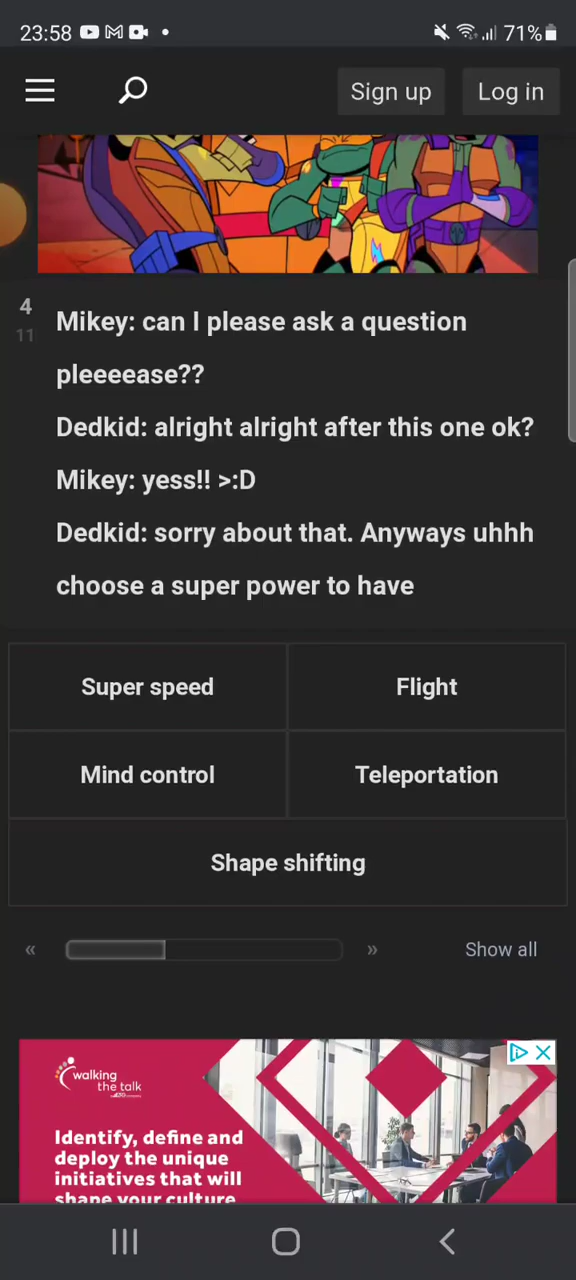 23:58
71%
Sign up
Log in
4
11
Mikey: can I please ask a question
pleeeease??
Dedkid: alright alright after this one ok?
Mikey: yess!! >:D
Dedkid: sorry about that. Anyways uhhh
choose a super power to have
Super speed
Flight
Mind control
Teleportation
Shape shifting
«
»
Show all
walking
the talk
Identify, define and
deploy the unique
initiatives that will
shape your culture